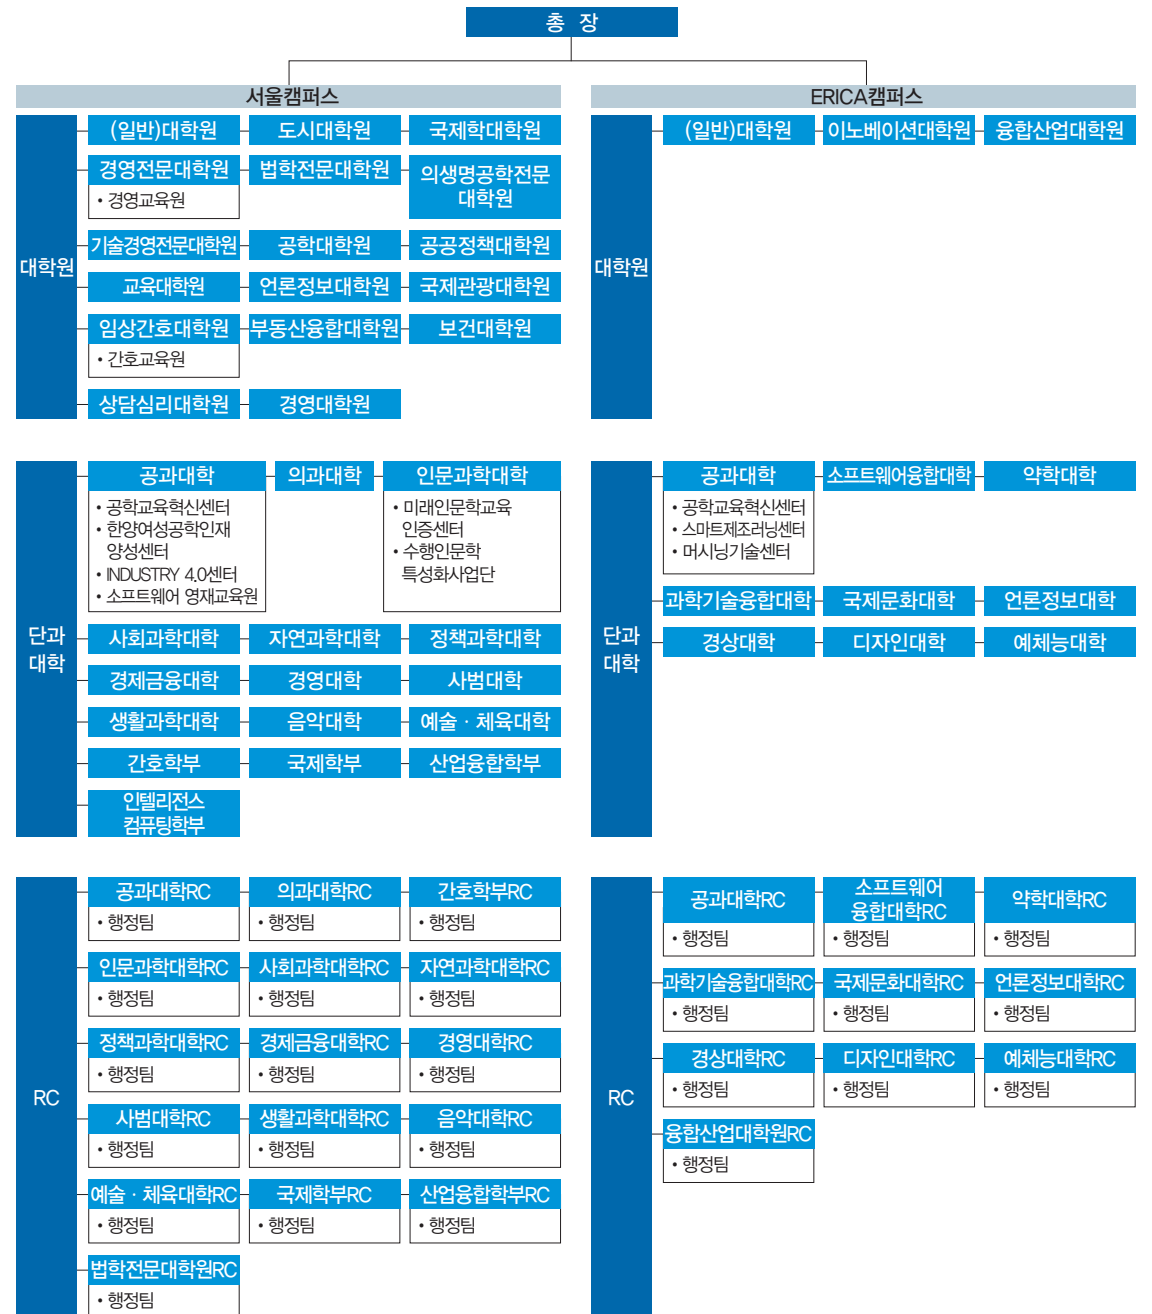 총 장
서울캠퍼스
대학원
(일반)대학원
도시대학원
국제학대학원
경영전문대학원
• 경영교육원
법학전문대학원
의생명공학전문
대학원
기술경영전문대학원
공학대학원
공공정책대학원
교육대학원
언론정보대학원
국제관광대학원
임상간호대학원
• 간호교육원
부동산융합대학원
보건대학원
상담심리대학원
경영대학원
단과
대학
공과대학
• 공학교육혁신센터
• 한양여성공학인재
양성센터
• INDUSTRY 4.0센터
• 소프트웨어 영재교육원
의과대학
인문과학대학
• 미래인문학교육
인증센터
• 수행인문학
특성화사업단
사회과학대학
자연과학대학
정책과학대학
경제금융대학
경영대학
사범대학
생활과학대학
음악대학
예술 · 체육대학
간호학부
국제학부
산업융합학부
인텔리전스
컴퓨팅학부
RC
공과대학RC
• 행정팀
의과대학RC
• 행정팀
간호학부RC
• 행정팀
인문과학대학RC
• 행정팀
사회과학대학RC
• 행정팀
자연과학대학RC
• 행정팀
정책과학대학RC
• 행정팀
경제금융대학RC
• 행정팀
경영대학RC
• 행정팀
사범대학RC
• 행정팀
생활과학대학RC
• 행정팀
음악대학RC
• 행정팀
예술 · 체육대학RC
• 행정팀
국제학부RC
• 행정팀
산업융합학부RC
• 행정팀
법학전문대학원RC
• 행정팀
ERICA캠퍼스
대학원
(일반)대학원
이노베이션대학원
융합산업대학원
단과
대학
공과대학
• 공학교육혁신센터
• 스마트제조러닝센터
• 머시닝기술센터
소프트웨어융합대학
약학대학
과학기술융합대학
국제문화대학
언론정보대학
경상대학
디자인대학
예체능대학
RC
공과대학RC
• 행정팀
소프트웨어
융합대학RC
• 행정팀
약학대학RC
• 행정팀
과학기술융합대학RC
• 행정팀
국제문화대학RC
• 행정팀
언론정보대학RC
• 행정팀
경상대학RC
• 행정팀
디자인대학RC
• 행정팀
예체능대학RC
• 행정팀
융합산업대학원RC
• 행정팀